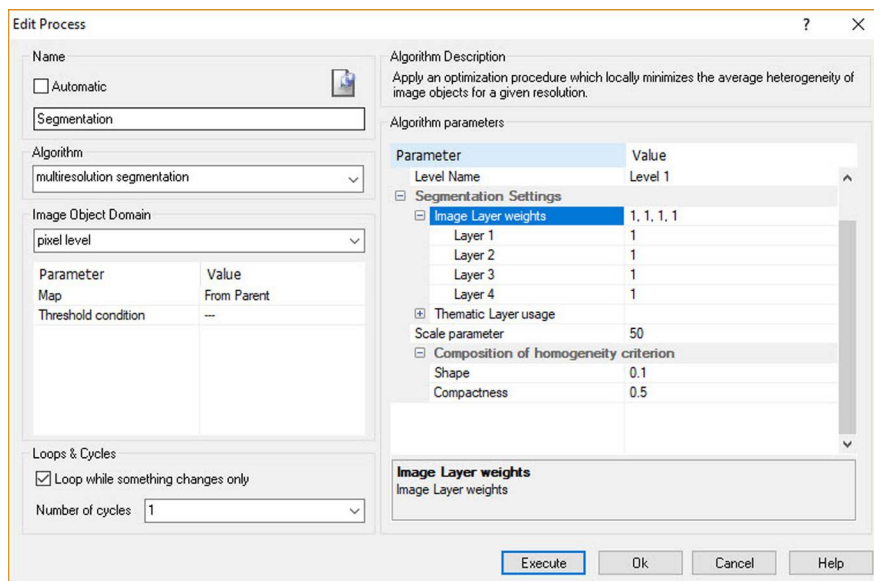 Edit Process
?
Name
Automatic
Segmentation
Algorithm
multiresolution segmentation
Image Object Domain
pixel level
Parameter Value
Map From Parent
Threshold condition ---
Loops & Cycles
Loop while something changes only
Number of cycles 1
Algorithm Description
Apply an optimization procedure which locally minimizes the average heterogeneity of
image objects for a given resolution.
Algorithm parameters
Parameter Value
Level Name Level 1
Segmentation Settings
Image Layer weights 1, 1, 1, 1
Layer 1 1
Layer 2 1
Layer 3 1
Layer 4 1
Thematic Layer usage
Scale parameter 50
Composition of homogeneity criterion
Shape 0.1
Compactness 0.5
Image Layer weights
Image Layer weights
Execute Ok Cancel Help